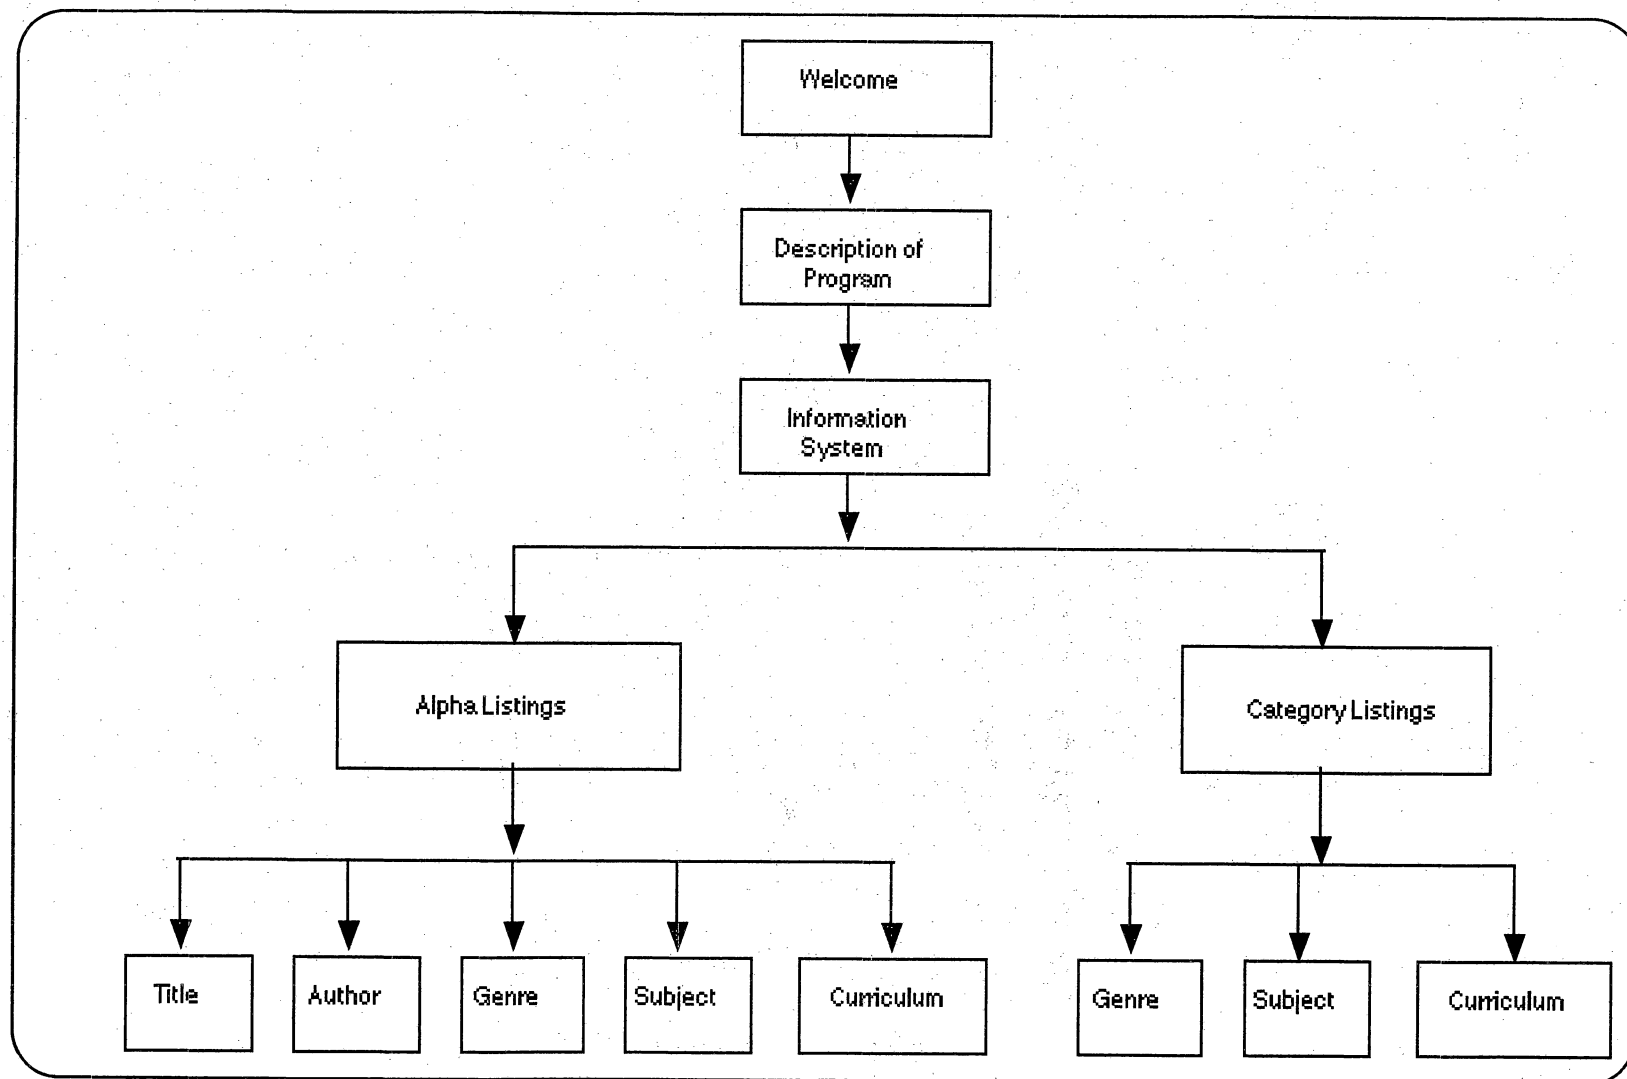 Welcome
Description of
Program
Information
System
Alpha Listings
Category Listings
Title
Author
Genre
Subject
Curriculum
Genre
Subject
Curriculum